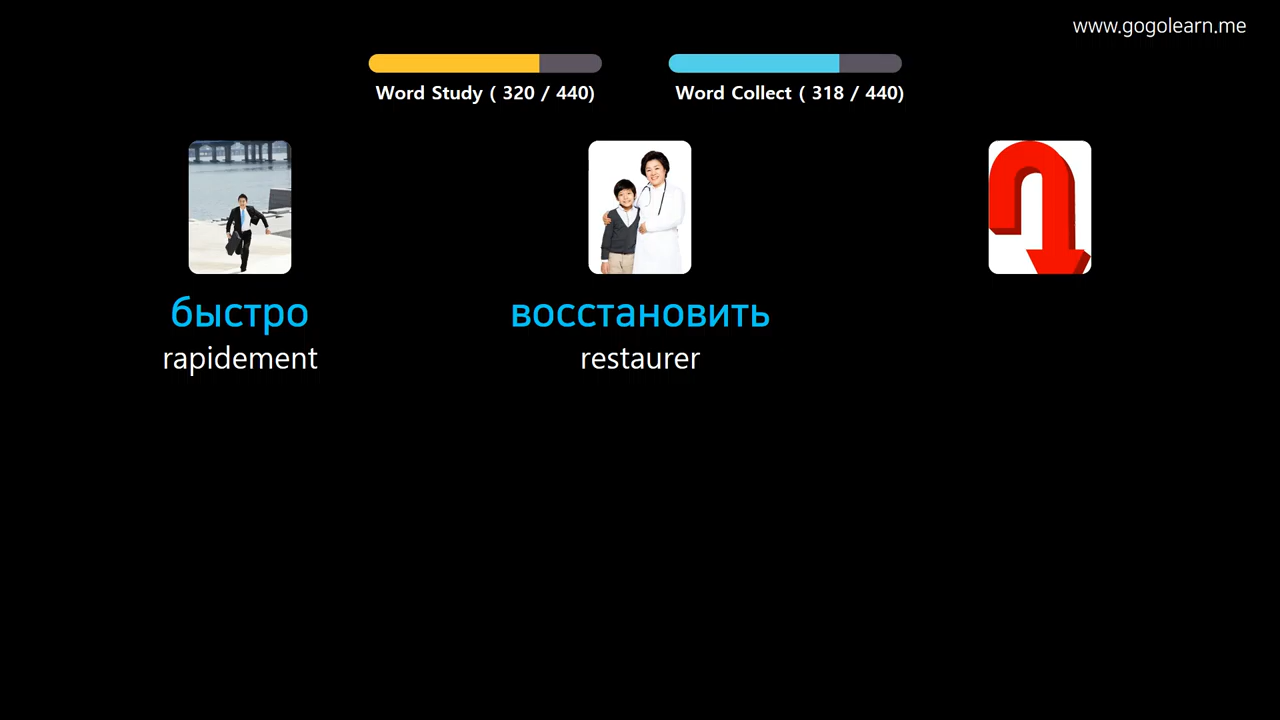 www.gogolearn.me
Word Study ( 320 / 440)
Word Collect ( 318 / 440)
быстро
rapidement
восстановить
restaurer